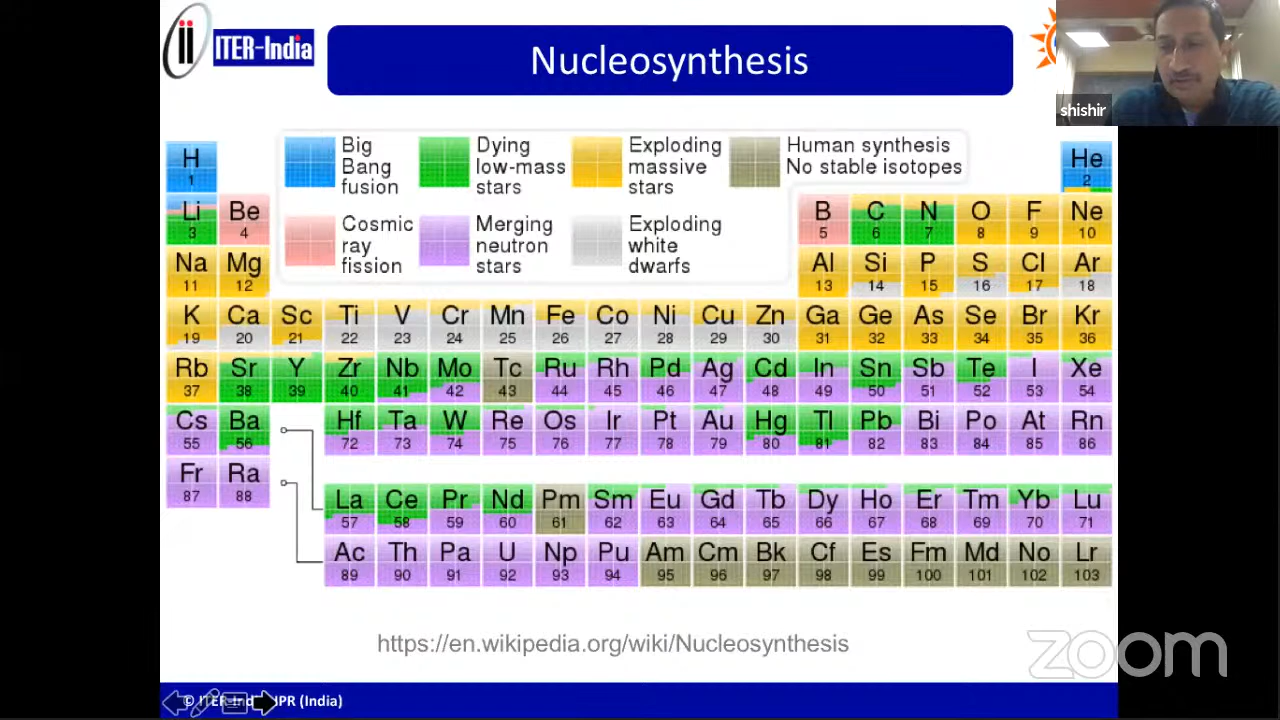 ITER-India
Nucleosynthesis
shishir
Big
Bang
fusion
Dying
low-mass
stars
Exploding
massive
stars
Human synthesis
No stable isotopes
Cosmic
ray
fission
Merging
neutron
stars
Exploding
white
dwarfs
H He
1 2
Li Be B C N O F Ne
3 4 5 6 7 8 9 10
Na Mg Al Si P S Cl Ar
11 12 13 14 15 16 17 18
K Ca Sc Ti V Cr Mn Fe Co Ni Cu Zn Ga Ge As Se Br Kr
19 20 21 22 23 24 25 26 27 28 29 30 31 32 33 34 35 36
Rb Sr Y Zr Nb Mo Tc Ru Rh Pd Ag Cd In Sn Sb Te I Xe
37 38 39 40 41 42 43 44 45 46 47 48 49 50 51 52 53 54
Cs Ba Hf Ta W Re Os Ir Pt Au Hg Tl Pb Bi Po At Rn
55 56 72 73 74 75 76 77 78 79 80 81 82 83 84 85 86
Fr Ra
87 88
La Ce Pr Nd Pm Sm Eu Gd Tb Dy Ho Er Tm Yb Lu
57 58 59 60 61 62 63 64 65 66 67 68 69 70 71
Ac Th Pa U Np Pu Am Cm Bk Cf Es Fm Md No Lr
89 90 91 92 93 94 95 96 97 98 99 100 101 102 103
https://en.wikipedia.org/wiki/Nucleosynthesis
zoom
© (India)